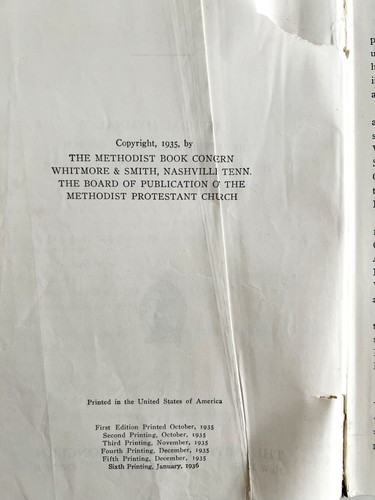 Copyright, 1935, by
THE METHODIST BOOK CONCERN
WHITMORE & SMITH, NASHVILLE TENN.
THE BOARD OF PUBLICATION O THE
METHODIST PROTESTANT CHURCH
Printed in the United States of America
First Edition Printed October, 1935
Second Printing, October, 1935
Third Printing, November, 1935
Fourth Printing, December, 1935
Fifth Printing, December, 1935
Sixth Printing, January, 1936